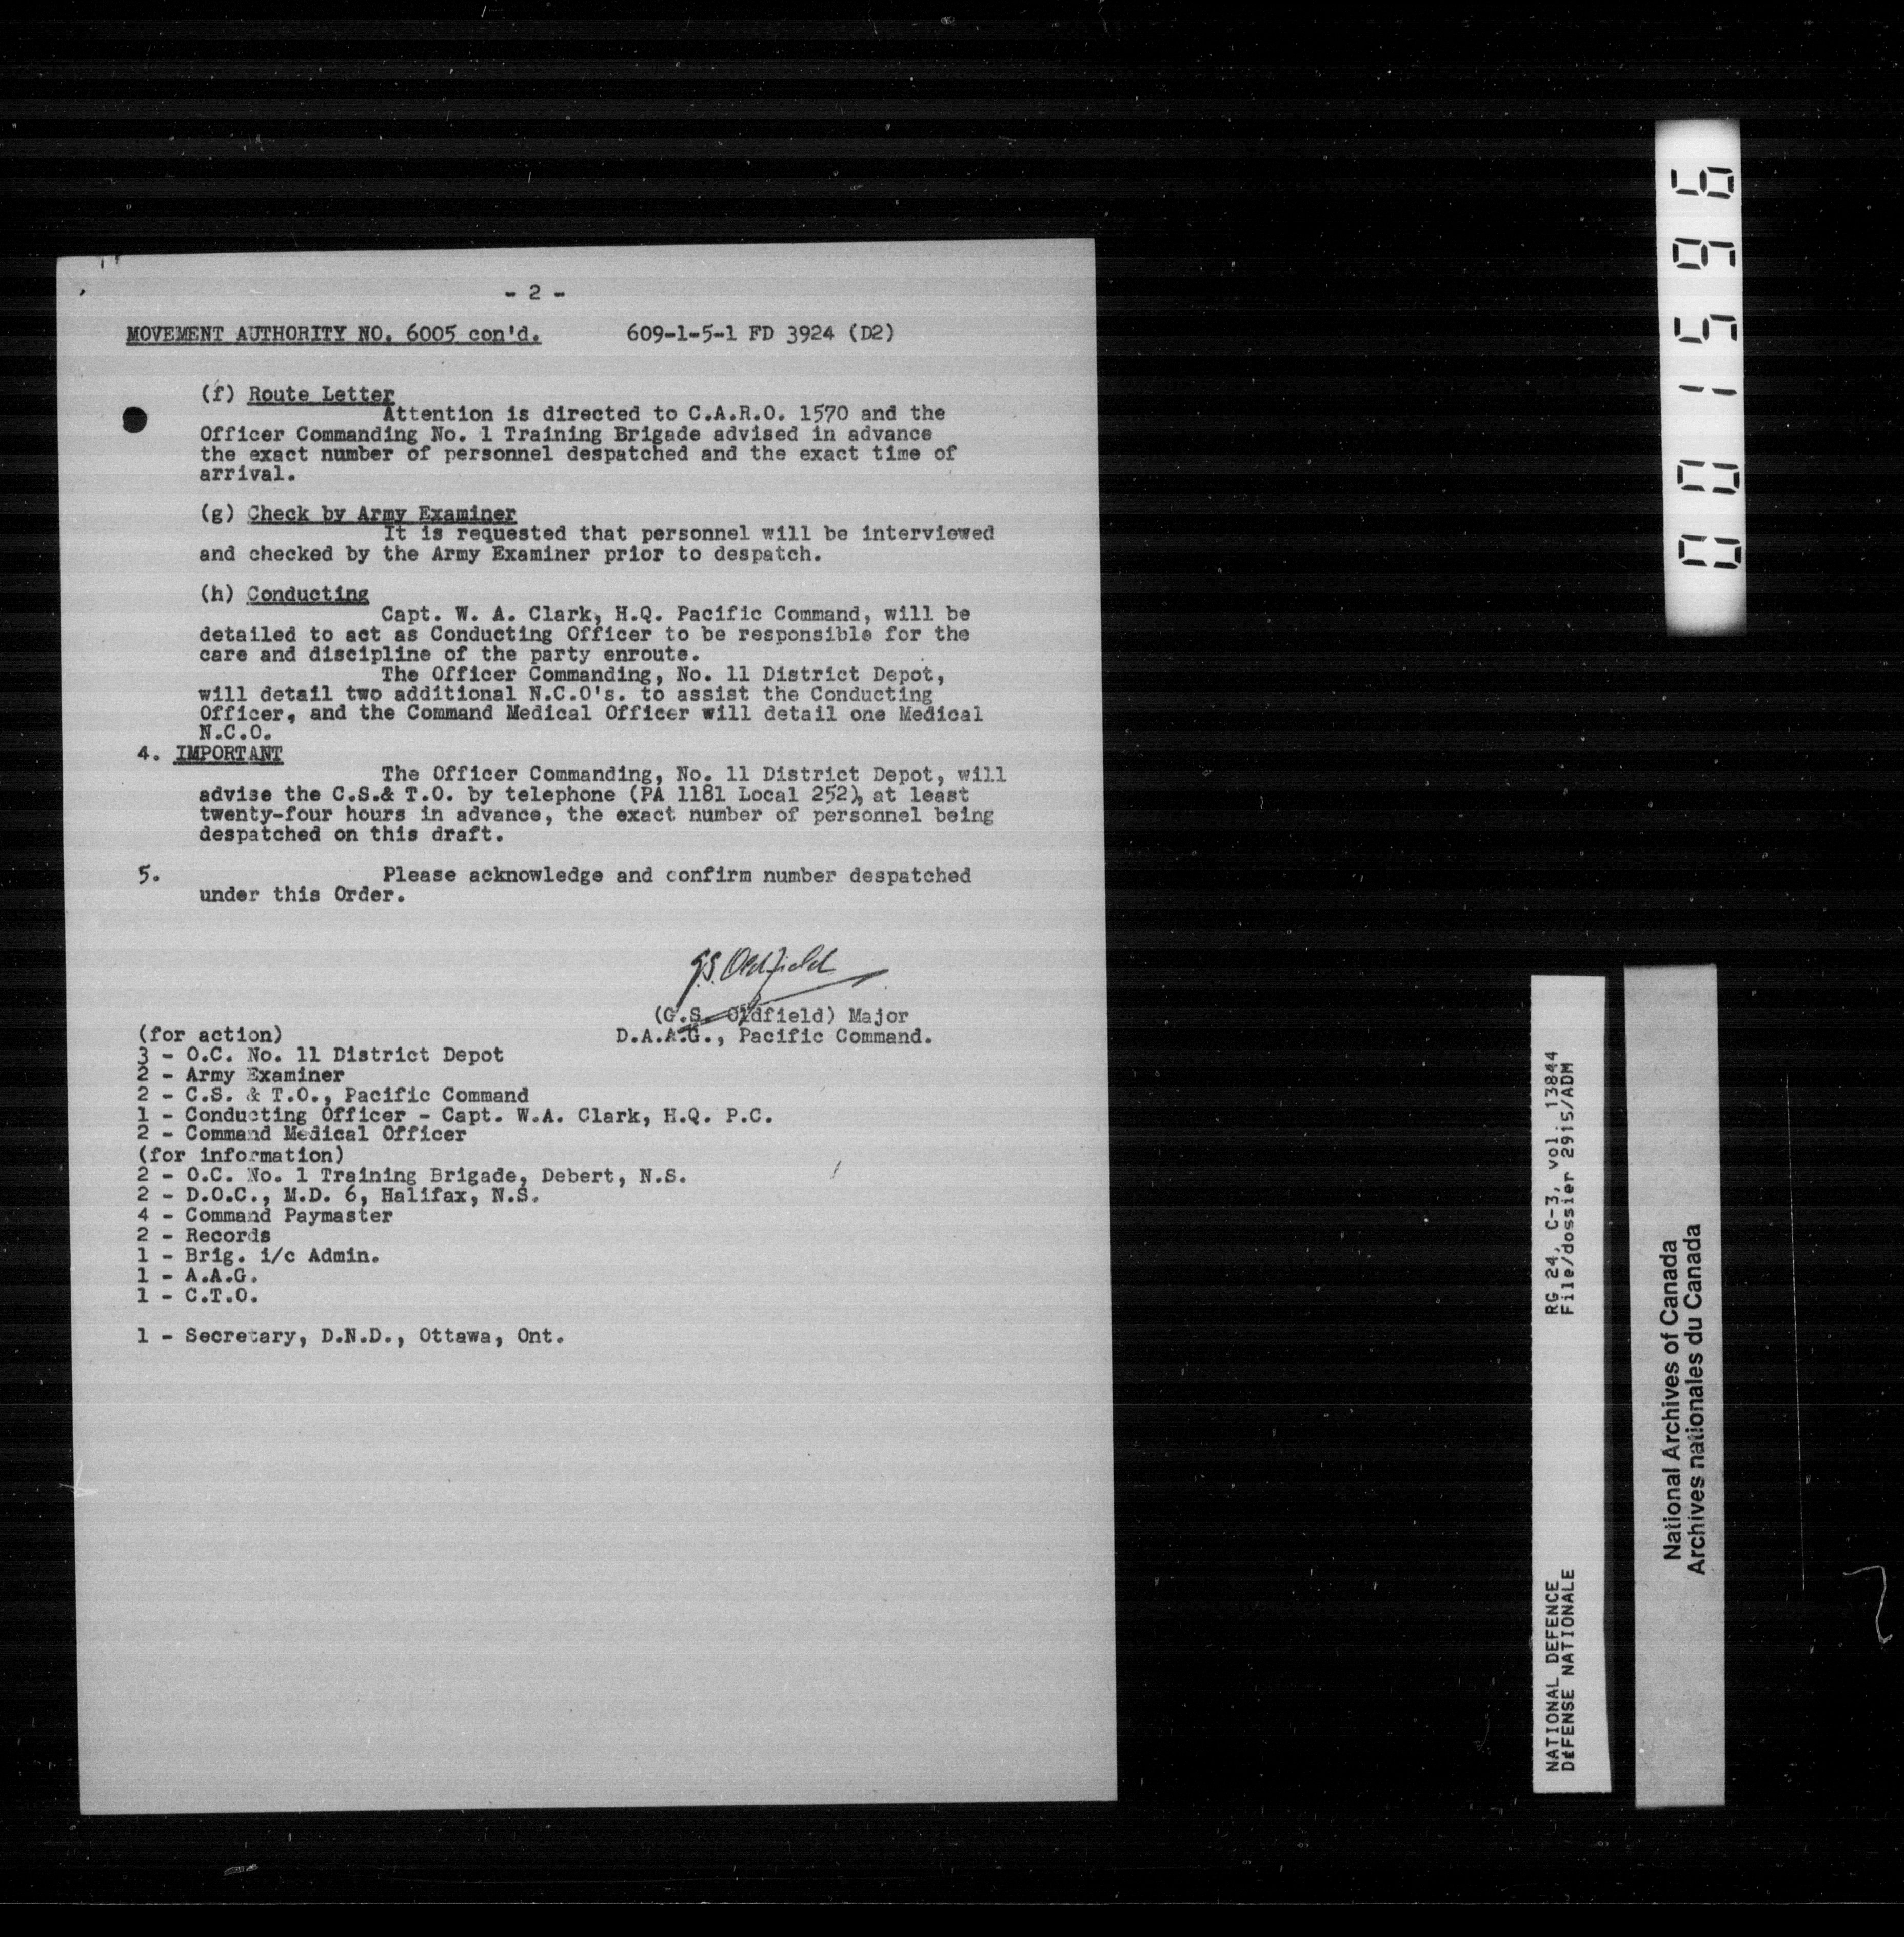 - 2 -
MOVEMENT AUTHORITY NO. 6005 con'd. 609-1-5-1 FD 3924 (D2)
(f) Route Letter
Attention is directed to C.A.R.O. 1570 and the
Officer Commanding No. 1 Training Brigade advised in advance
the exact number of personnel despatched and the exact time of
arrival.
(g) Check by Army Examiner
It is requested that personnel will be interviewed
and checked by the Army Examiner prior to despatch.
(h) Conducting
Capt. W. A. Clark, H.Q. Pacific Command, will be
detailed to act as Conducting Officer to be responsible for the
care and discipline of the party enroute.
The Officer Commanding, No. 11 District Depot,
will detail two additional N.C.O's. to assist the Conducting
Officer, and the Command Medical Officer will detail one Medical
N.C.O.
4. IMPORTANT
The Officer Commanding, No. 11 District Depot, will
advise the C.S.& T.O. by telephone (PA 1181 Local 252), at least
twenty-four hours in advance, the exact number of personnel being
despatched on this draft.
5. Please acknowledge and confirm number despatched
under this Order.
G.S. Oldfield
(G.S. Oldfield) Major
D.A.A.G., Pacific Command.
(for action)
3 - O.C. No. 11 District Depot
2 - Army Examiner
2 - C.S. & T.O., Pacific Command
1 - Conducting Officer - Capt. W.A. Clark, H.Q. P.C.
2 - Command Medical Officer
(for information)
2 - O.C. No. 1 Training Brigade, Debert, N.S.
2 - D.O.C., M.D. 6, Halifax, N.S.
4 - Command Paymaster
2 - Records
1 - Brig. i/c Admin.
1 - A.A.G.
1 - C.T.O.
1 - Secretary, D.N.D., Ottawa, Ont.
001596
NATIONAL DEFENCE RG 24, C-3, vol. 13844
DÉFENSE NATIONALE File/dossier 2915/ADM
National Archives of Canada
Archives nationales du Canada